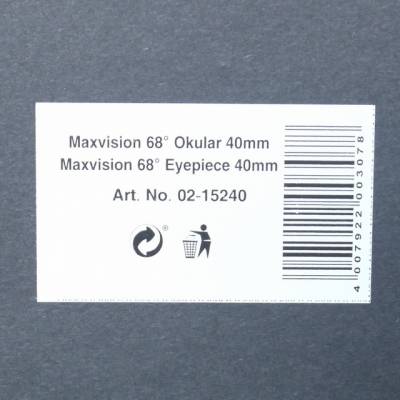 Maxvision 68° Okular 40mm
Maxvision 68° Eyepiece 40mm
Art. No. 02-15240
®
4 007922 003078